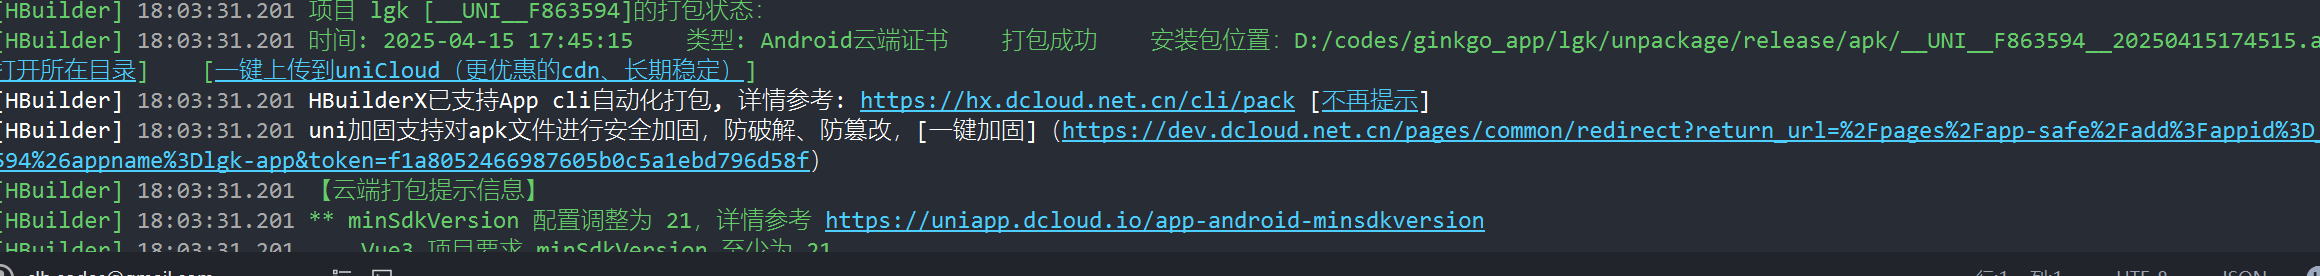 [HBuilder] 18:03:31.201 项目 lgk [__UNI__F863594]的打包状态:
[HBuilder] 18:03:31.201 时间: 2025-04-15 17:45:15    类型: Android云端证书    打包成功    安装包位置: D:/codes/ginkgo_app/lgk/unpackage/release/apk/__UNI__F863594__20250415174515.a
打开所在目录]    [一键上传到uniCloud（更优惠的cdn、长期稳定）]
[HBuilder] 18:03:31.201 HBuilderX已支持App cli自动化打包, 详情参考: https://hx.dcloud.net.cn/cli/pack [不再提示]
[HBuilder] 18:03:31.201 uni加固支持对apk文件进行安全加固，防破解、防篡改，[一键加固]（https://dev.dcloud.net.cn/pages/common/redirect?return_url=%2Fpages%2Fapp-safe%2Fadd%3Fappid%3D_
594%26appname%3Dlgk-app&token=f1a8052466987605b0c5a1ebd796d58f）
[HBuilder] 18:03:31.201 【云端打包提示信息】
[HBuilder] 18:03:31.201 ** minSdkVersion 配置调整为 21，详情参考 https://uniapp.dcloud.io/app-android-minsdkversion
[HBuilder] 18:03:31.201 Vue3 项目要求 minSdkVersion 至少为 21
行:1 列:1 UTF-8 JSON